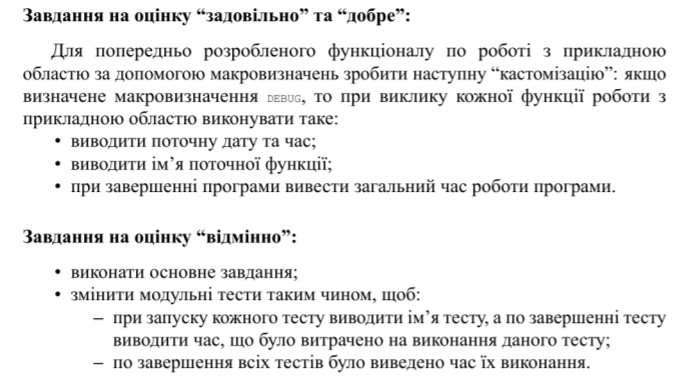 Завдання на оцінку “задовільно” та “добре”:
Для попередньо розробленого функціоналу по роботі з прикладною
областю за допомогою макровизначень зробити наступну “кастомізацію”: якщо
визначене макровизначення DEBUG, то при виклику кожної функції роботи з
прикладною областю виконувати таке:
• виводити поточну дату та час;
• виводити ім’я поточної функції;
• при завершенні програми вивести загальний час роботи програми.
Завдання на оцінку “відмінно”:
• виконати основне завдання;
• змінити модульні тести таким чином, щоб:
– при запуску кожного тесту виводити ім’я тесту, а по завершенні тесту
виводити час, що було витрачено на виконання даного тесту;
– по завершення всіх тестів було виведено час їх виконання.